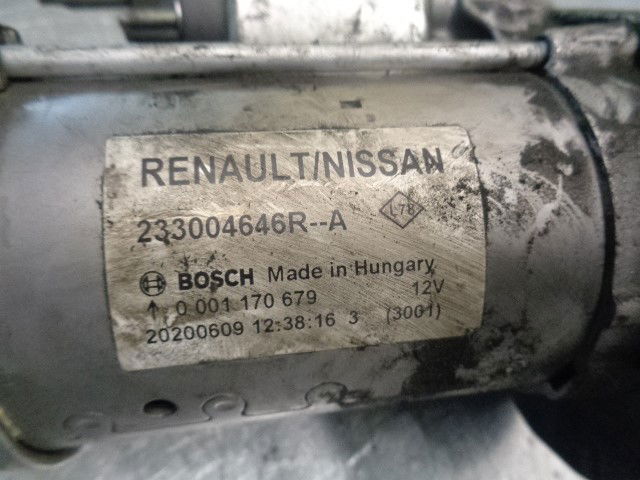 RENAULT/NISSAN
233004646R--A
BOSCH Made in Hungary
↑ 0 001 170 679 12V
20200609 12:38:16 3 (3001)